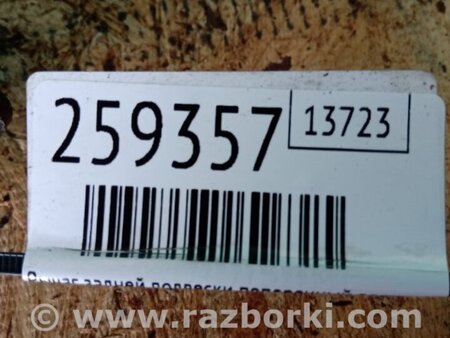 259357
13723
Рычаг задней подвески поперечный
© www.razborki.com